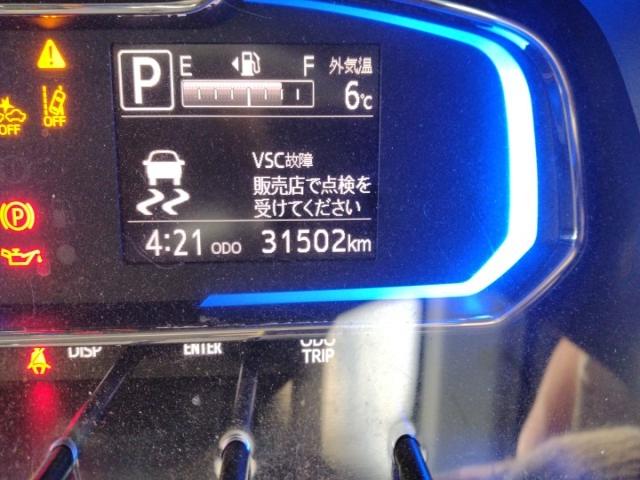 E F 外気温
P 6℃
OFF OFF
VSC故障
販売店で点検を
受けてください
P
4:21 ODO 31502km
DISP ENTER ODO
TRIP